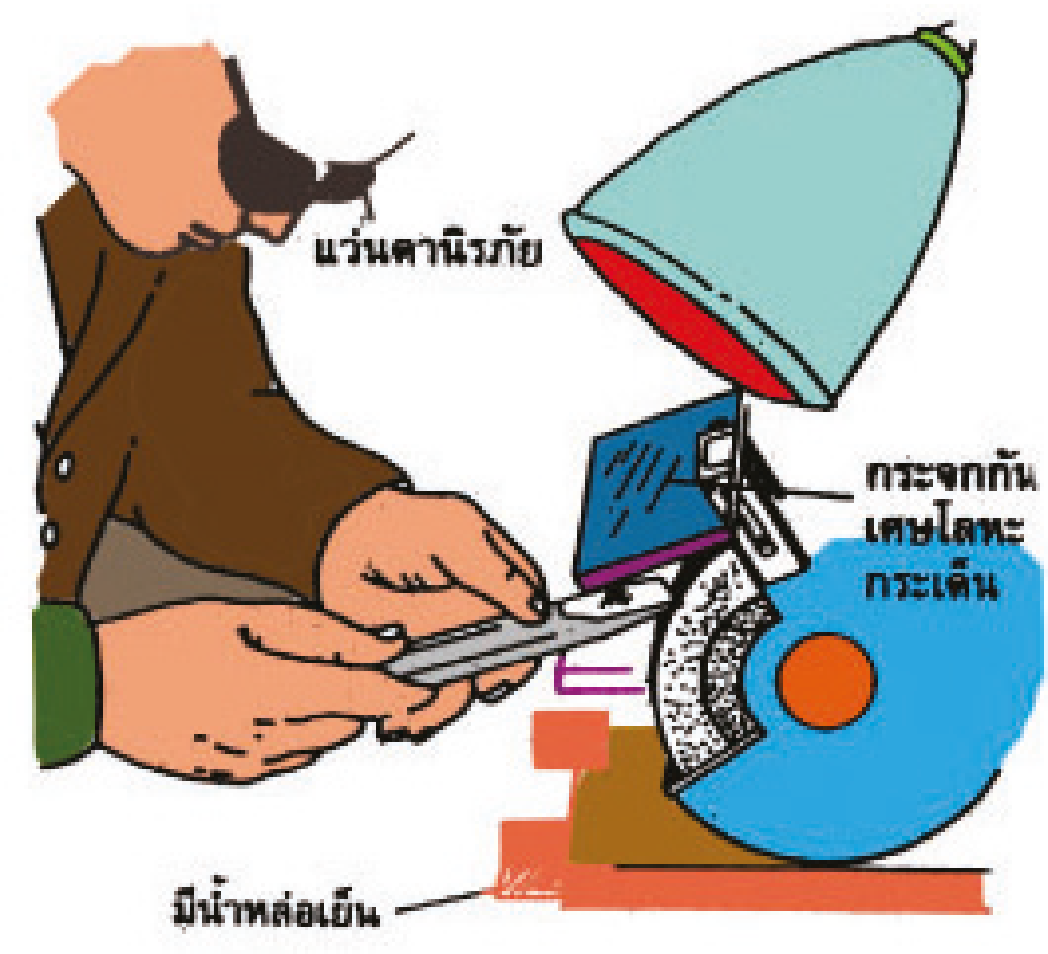 แว่นตานิรภัย
กระจกกัน
เศษโลหะ
กระเด็น
มีน้ำหล่อเย็น